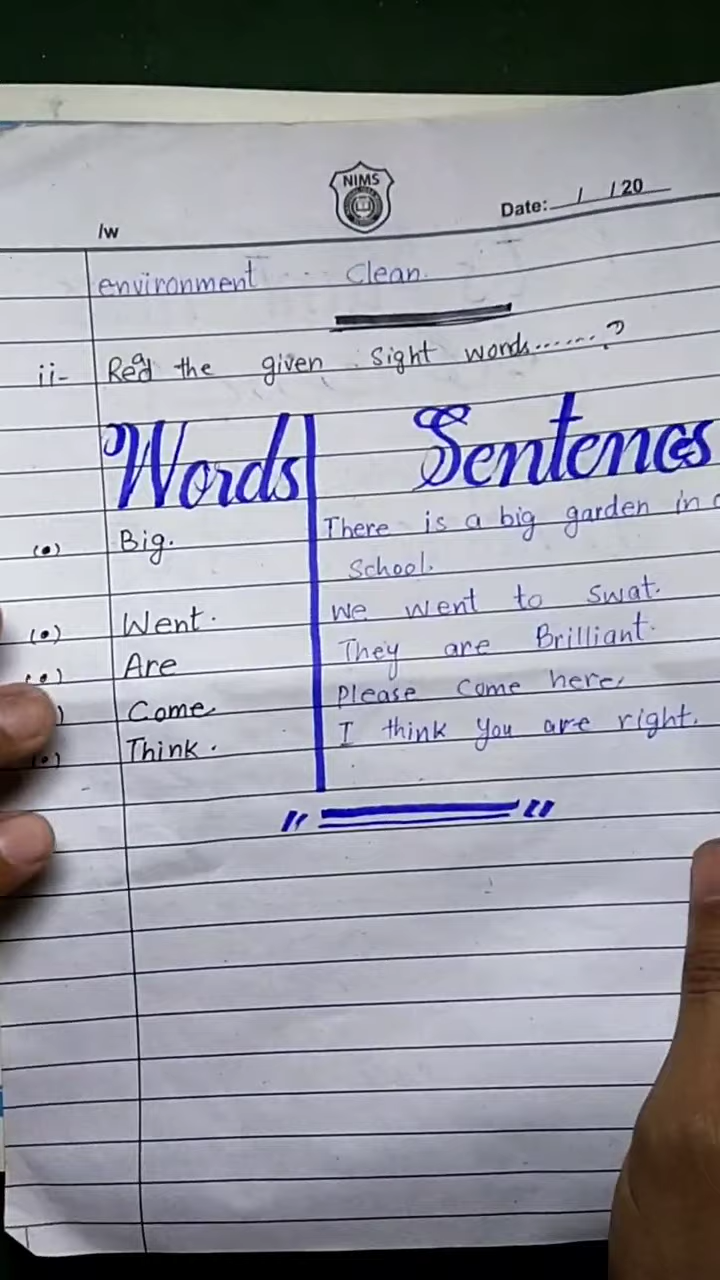 NIMS
/w
Date: / /20
environment ... Clean.
ii- Read the given sight words......?
Words Sentences
(•) Big. There is a big garden in
School.
(•) Went. We went to Swat.
(•) Are They are Brilliant.
) Come. Please come here.
(•) Think. I think you are right.